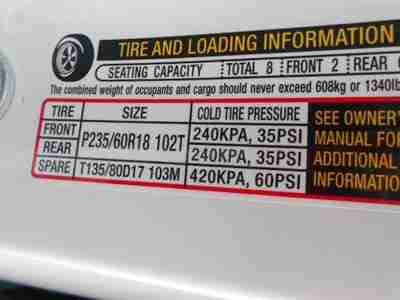 TIRE AND LOADING INFORMATION
SEATING CAPACITY TOTAL 8 FRONT 2 REAR
The combined weight of occupants and cargo should never exceed 608kg or 1340lb
TIRE SIZE COLD TIRE PRESSURE SEE OWNER'
FRONT P235/60R18 102T 240KPA, 35PSI MANUAL FOR
REAR 240KPA, 35PSI ADDITIONAL
SPARE T135/80D17 103M 420KPA, 60PSI INFORMATIO